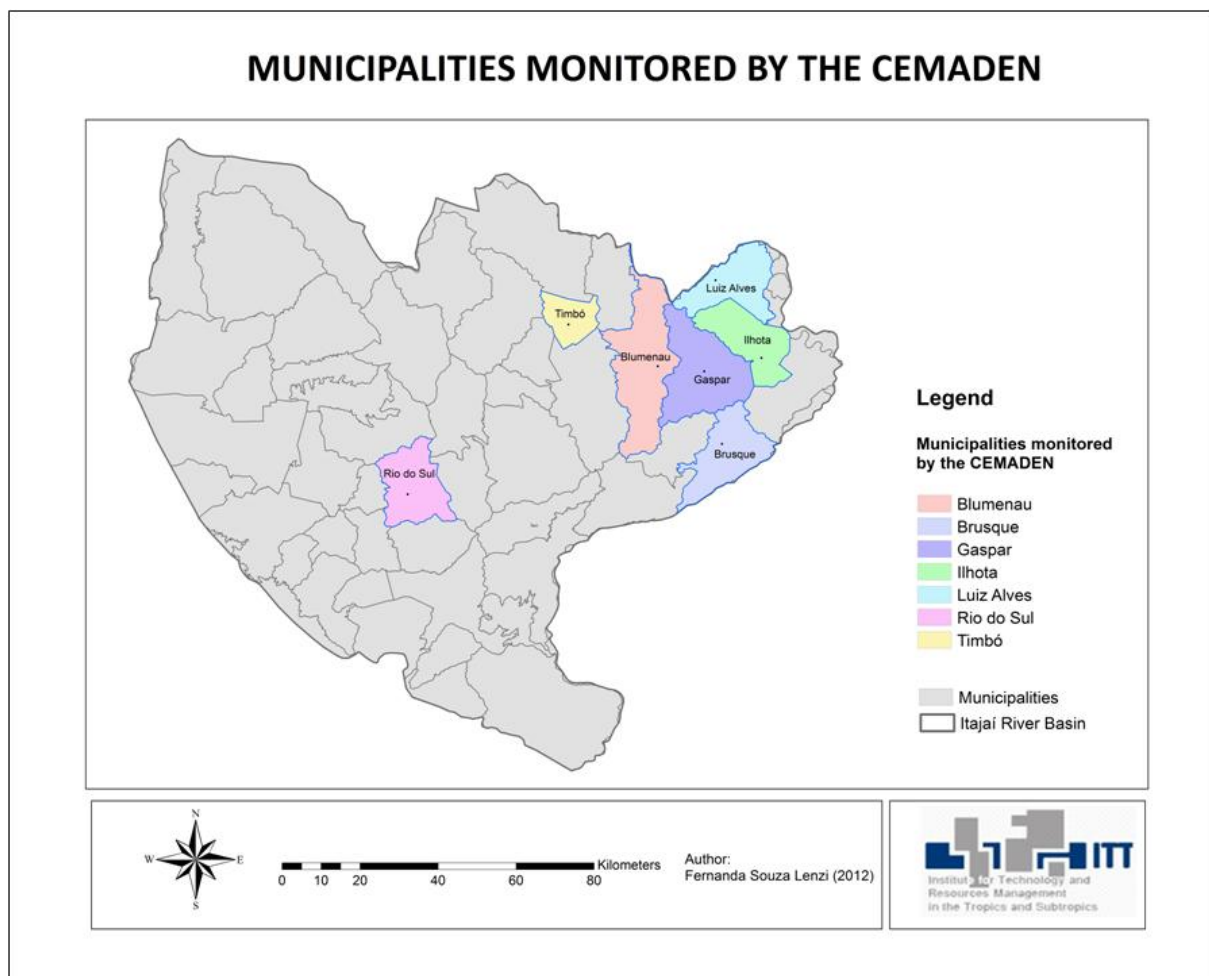 MUNICIPALITIES MONITORED BY THE CEMADEN
Luiz Alves
Timbó
Ilhota
Blumenau
Gaspar
Brusque
Rio do Sul
Legend
Municipalities monitored
by the CEMADEN
Blumenau
Brusque
Gaspar
Ilhota
Luiz Alves
Rio do Sul
Timbó
Municipalities
Itajaí River Basin
N
W E
S
Kilometers
0 10 20 40 60 80
Author:
Fernanda Souza Lenzi (2012)
ITT
Institute for Technology and
Resources Management
in the Tropics and Subtropics